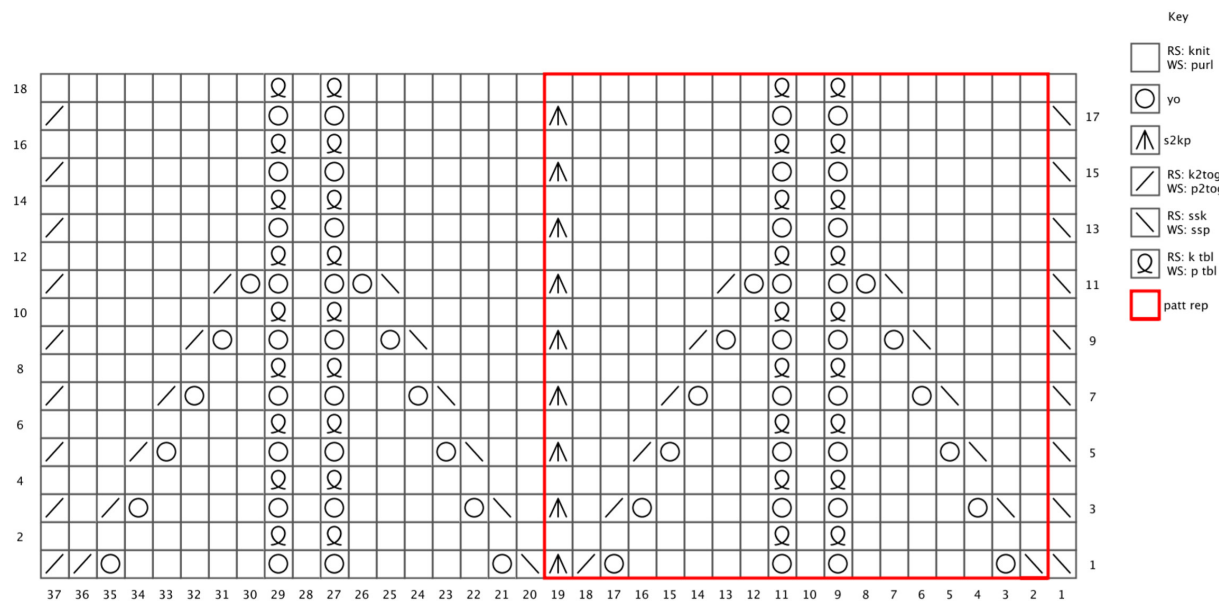 Key
RS: knit
WS: purl
yo
s2kp
RS: k2tog
WS: p2tog
RS: ssk
WS: ssp
RS: k tbl
WS: p tbl
patt rep
18
17
16
15
14
13
12
11
10
9
8
7
6
5
4
3
2
1
37 36 35 34 33 32 31 30 29 28 27 26 25 24 23 22 21 20 19 18 17 16 15 14 13 12 11 10 9 8 7 6 5 4 3 2 1